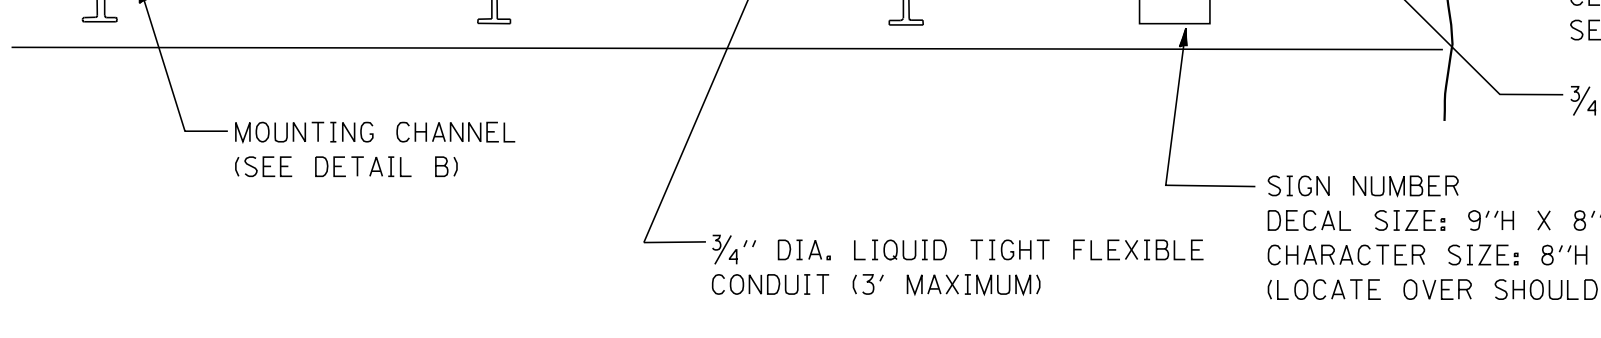 MOUNTING CHANNEL
(SEE DETAIL B)
3/4'' DIA. LIQUID TIGHT FLEXIBLE
CONDUIT (3' MAXIMUM)
SIGN NUMBER
DECAL SIZE: 9''H X 8'
CHARACTER SIZE: 8''H
(LOCATE OVER SHOULD
SE
3/4